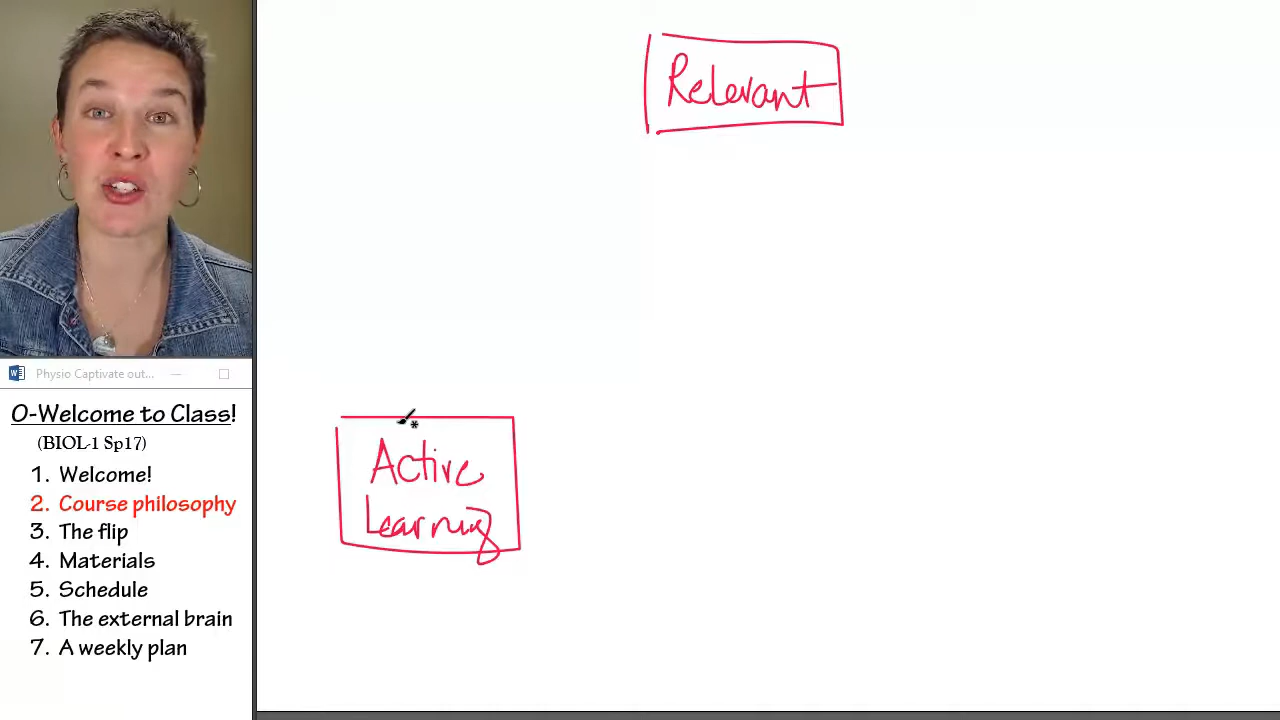 Relevant
Active
Learning
Physio Captivate out...
0-Welcome to Class!
(BIOL-1 Sp17)
1. Welcome!
2. Course philosophy
3. The flip
4. Materials
5. Schedule
6. The external brain
7. A weekly plan